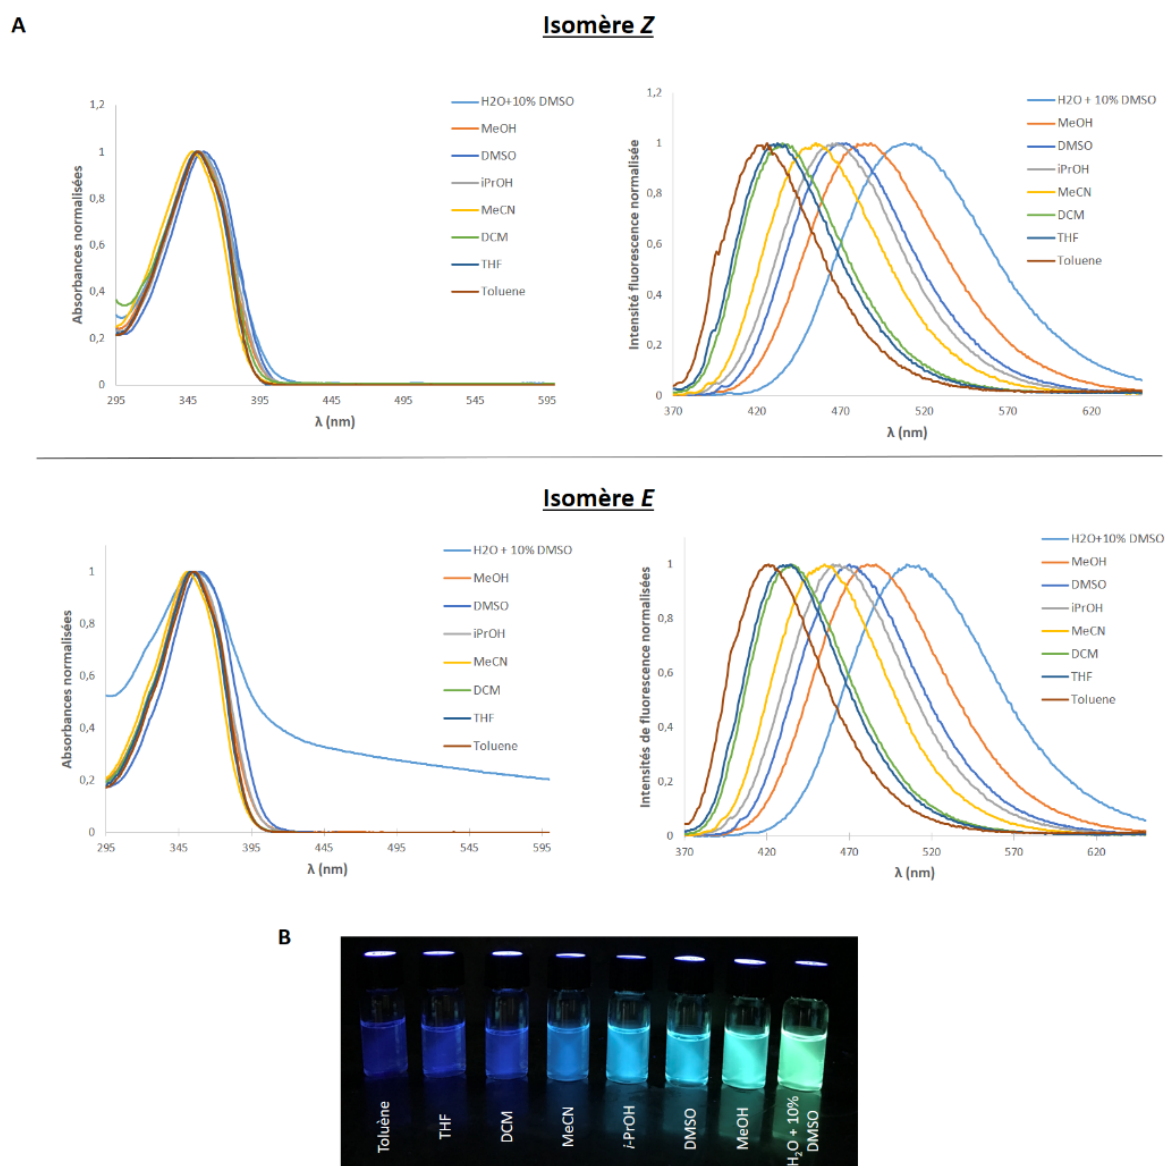 A
Isomère Z
Absorbances normalisées
1,2
1
0,8
0,6
0,4
0,2
0
295
345
395
445
495
545
595
λ (nm)
H2O+10% DMSO
MeOH
DMSO
iPrOH
MeCN
DCM
THF
Toluene
Intensité fluorescence normalisée
1,2
1
0,8
0,6
0,4
0,2
0
370
420
470
520
570
620
λ (nm)
H2O + 10% DMSO
MeOH
DMSO
iPrOH
MeCN
DCM
THF
Toluene
Isomère E
Absorbances normalisées
1
0,8
0,6
0,4
0,2
0
295
345
395
445
495
545
595
λ (nm)
H2O + 10% DMSO
MeOH
DMSO
iPrOH
MeCN
DCM
THF
Toluene
Intensités de fluorescence normalisées
1
0,8
0,6
0,4
0,2
0
370
420
470
520
570
620
λ (nm)
H2O+10% DMSO
MeOH
DMSO
iPrOH
MeCN
DCM
THF
Toluene
B
Toluène
THF
DCM
MeCN
i-PrOH
DMSO
MeOH
H₂O + 10%
DMSO